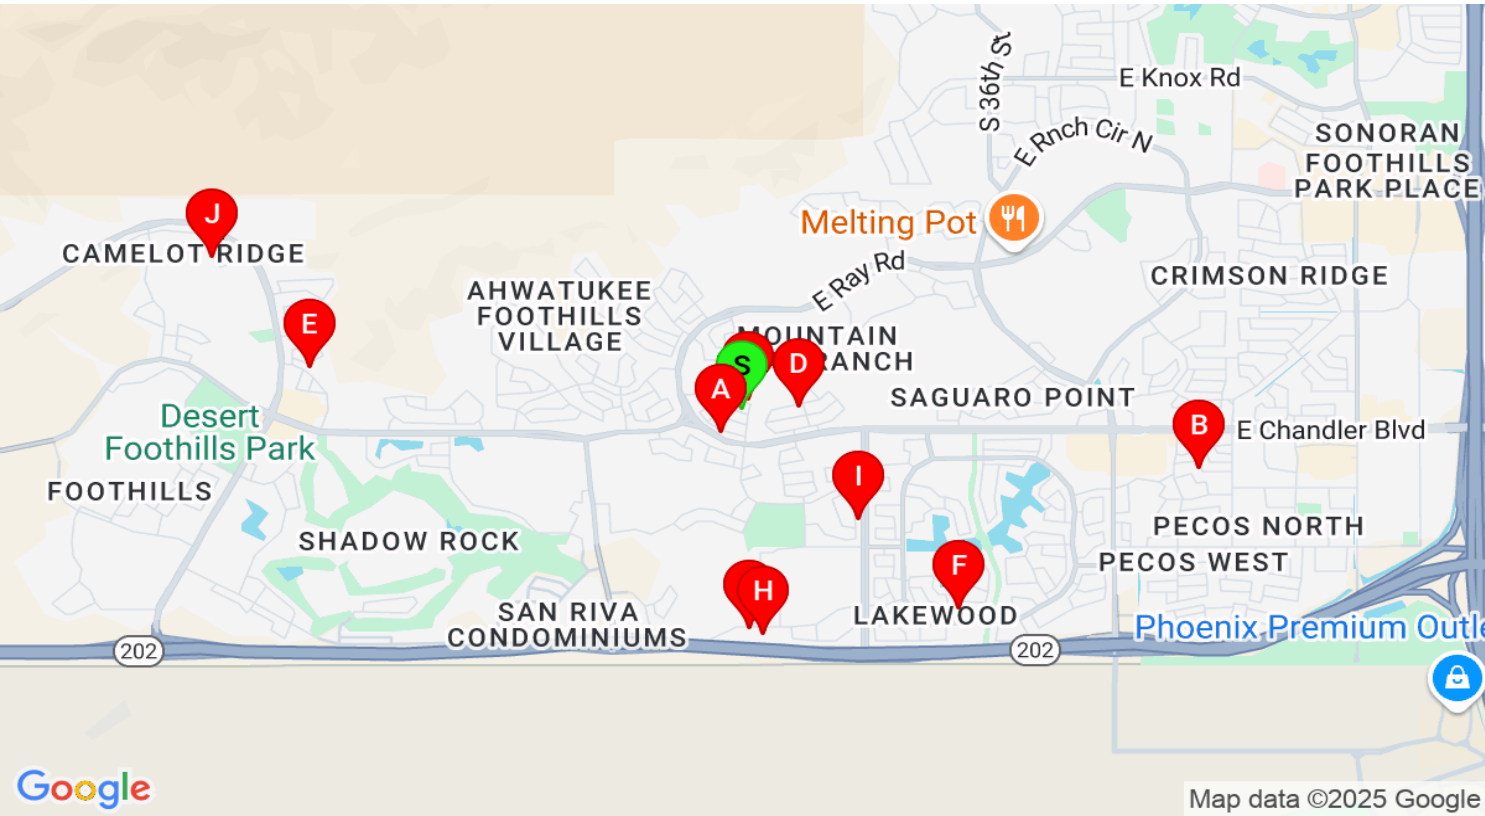 E Knox Rd
S 36th St
E Rnch Cir N
SONORAN
FOOTHILLS
PARK PLACE
J
Melting Pot
CAMELOT RIDGE
E Ray Rd
CRIMSON RIDGE
AHWATUKEE
FOOTHILLS
VILLAGE
E
MOUNTAIN
RANCH
S
D
A
SAGUARO POINT
Desert
Foothills Park
B
E Chandler Blvd
I
FOOTHILLS
SHADOW ROCK
PECOS NORTH
PECOS WEST
F
H
SAN RIVA
CONDOMINIUMS
LAKEWOOD
Phoenix Premium Outle
202
202
Google
Map data ©2025 Google